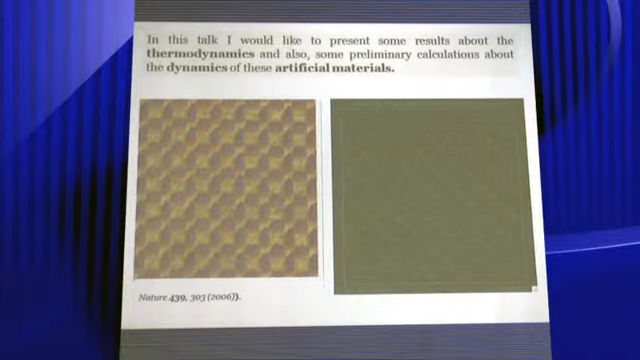 In this talk I would like to present some results about the
thermodynamics and also, some preliminary calculations about
the dynamics of these artificial materials.
Nature 439, 303 (2006)).